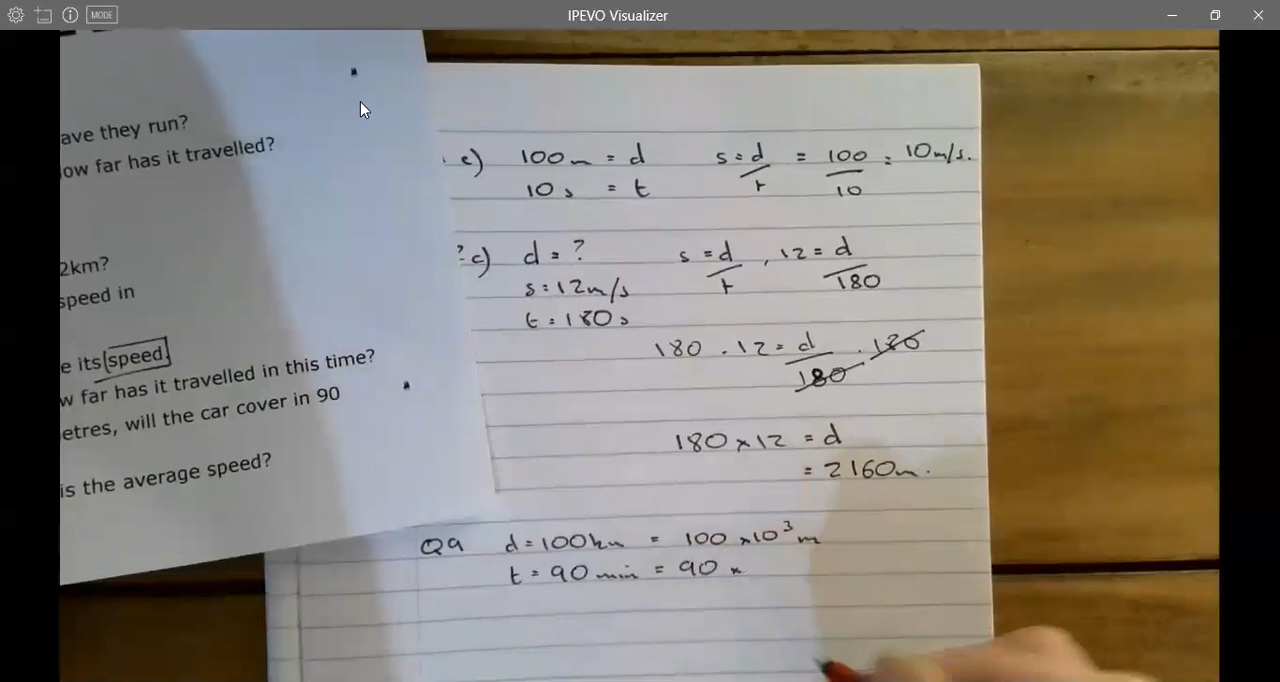 MODE
IPEVO Visualizer
ave they run?
ow far has it travelled?
2km?
speed in
e its speed
w far has it travelled in this time?
etres, will the car cover in 90
is the average speed?
e) 100m = d s = d/t = 100/10 = 10m/s.
10s = t
?c) d = ? s = d/t , 12 = d/180
s = 12m/s
t = 180s
180 . 12 = d/180 . 180
180 x 12 = d
= 2160m.
Q9 d = 100km = 100 x 10³ m
t = 90 min = 90 x